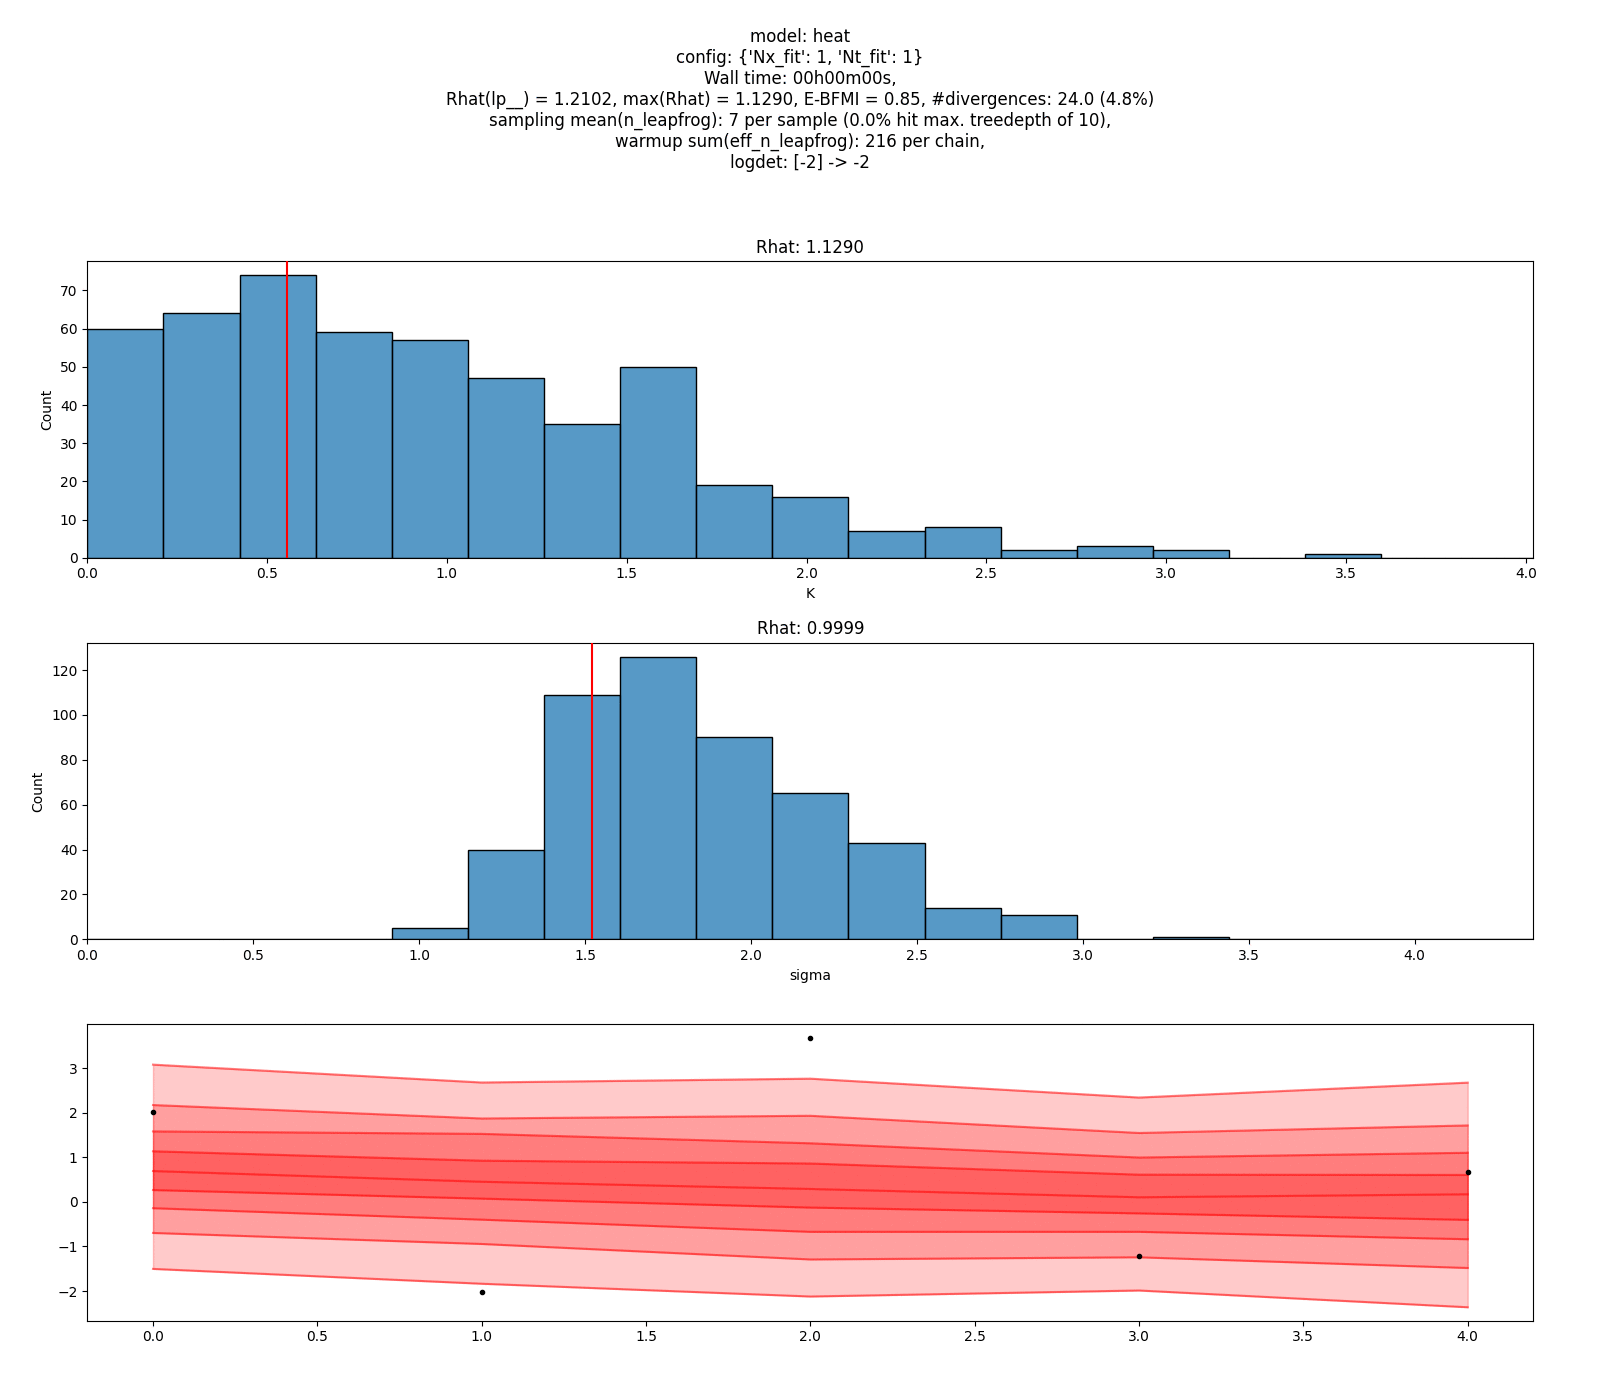 model: heat
config: {'Nx_fit': 1, 'Nt_fit': 1}
Wall time: 00h00m00s,
Rhat(lp__) = 1.2102, max(Rhat) = 1.1290, E-BFMI = 0.85, #divergences: 24.0 (4.8%)
sampling mean(n_leapfrog): 7 per sample (0.0% hit max. treedepth of 10),
warmup sum(eff_n_leapfrog): 216 per chain,
logdet: [-2] -> -2
Rhat: 1.1290
70
60
50
40
30
20
10
0
Count
0.0 0.5 1.0 1.5 2.0 2.5 3.0 3.5 4.0
K
Rhat: 0.9999
120
100
80
60
40
20
0
Count
0.0 0.5 1.0 1.5 2.0 2.5 3.0 3.5 4.0
sigma
3
2
1
0
−1
−2
0.0 0.5 1.0 1.5 2.0 2.5 3.0 3.5 4.0